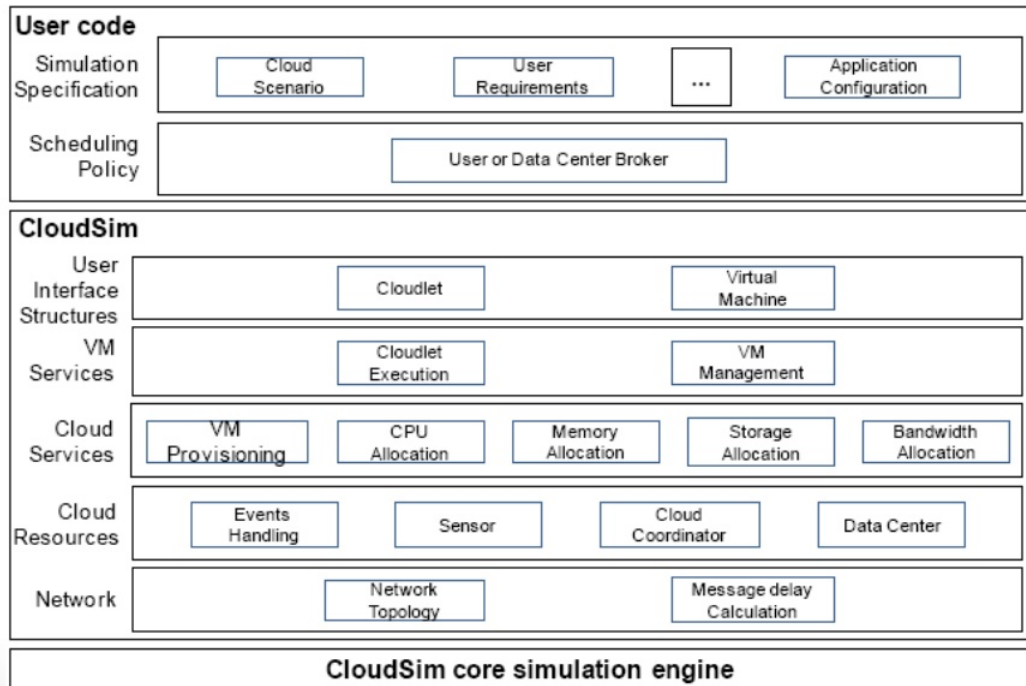 User code
Simulation
Specification
Cloud
Scenario
User
Requirements
...
Application
Configuration
Scheduling
Policy
User or Data Center Broker
CloudSim
User
Interface
Structures
Cloudlet
Virtual
Machine
VM
Services
Cloudlet
Execution
VM
Management
Cloud
Services
VM
Provisioning
CPU
Allocation
Memory
Allocation
Storage
Allocation
Bandwidth
Allocation
Cloud
Resources
Events
Handling
Sensor
Cloud
Coordinator
Data Center
Network
Network
Topology
Message delay
Calculation
CloudSim core simulation engine